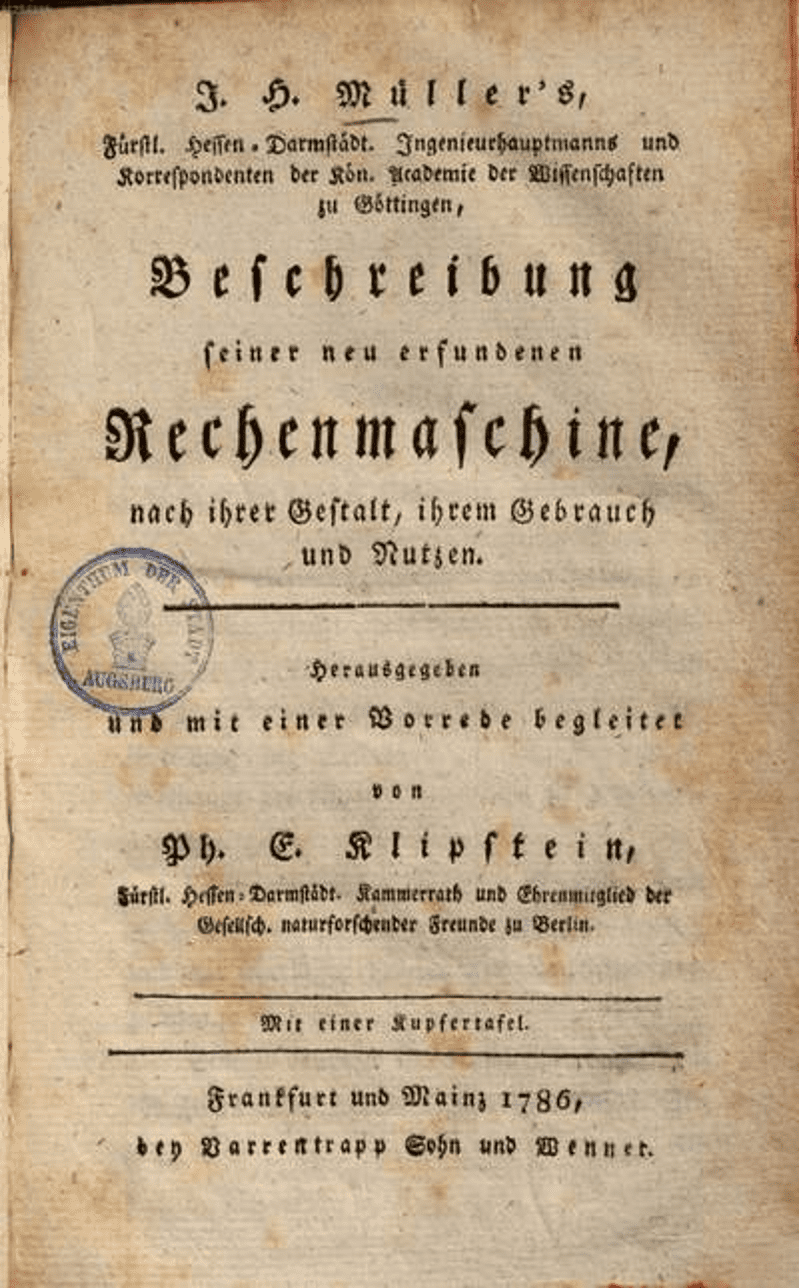 J. H. Müller's,
Fürstl. Hessen-Darmstädt. Ingenieurhauptmanns und
Korrespondenten der Kön. Academie der Wissenschaften
zu Göttingen,
Beschreibung
seiner neu erfundenen
Rechenmaschine,
nach ihrer Gestalt, ihrem Gebrauch
und Nutzen.
EIGENTHUM DER STADT
AUGSBURG
Herausgegeben
und mit einer Vorrede begleitet
von
Ph. E. Klipstein,
Fürstl. Hessen-Darmstädt. Kammerrath und Ehrenmitglied der
Gesellsch. naturforschender Freunde zu Berlin.
Mit einer Kupfertafel.
Frankfurt und Mainz 1786,
bey Varrentrapp Sohn und Wenner.